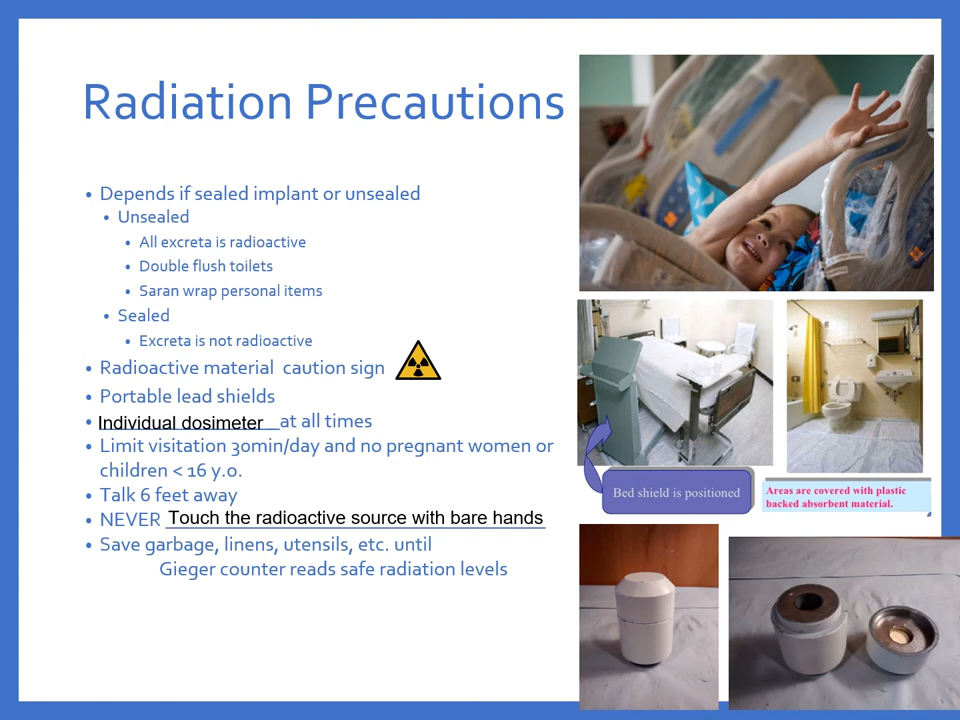 Radiation Precautions
• Depends if sealed implant or unsealed
• Unsealed
• All excreta is radioactive
• Double flush toilets
• Saran wrap personal items
• Sealed
• Excreta is not radioactive
• Radioactive material caution sign
• Portable lead shields
• Individual dosimeter__at all times
• Limit visitation 30min/day and no pregnant women or
children < 16 y.o.
• Talk 6 feet away
• NEVER Touch the radioactive source with bare hands
• Save garbage, linens, utensils, etc. until
Gieger counter reads safe radiation levels
Bed shield is positioned
Areas are covered with plastic
backed absorbent material.